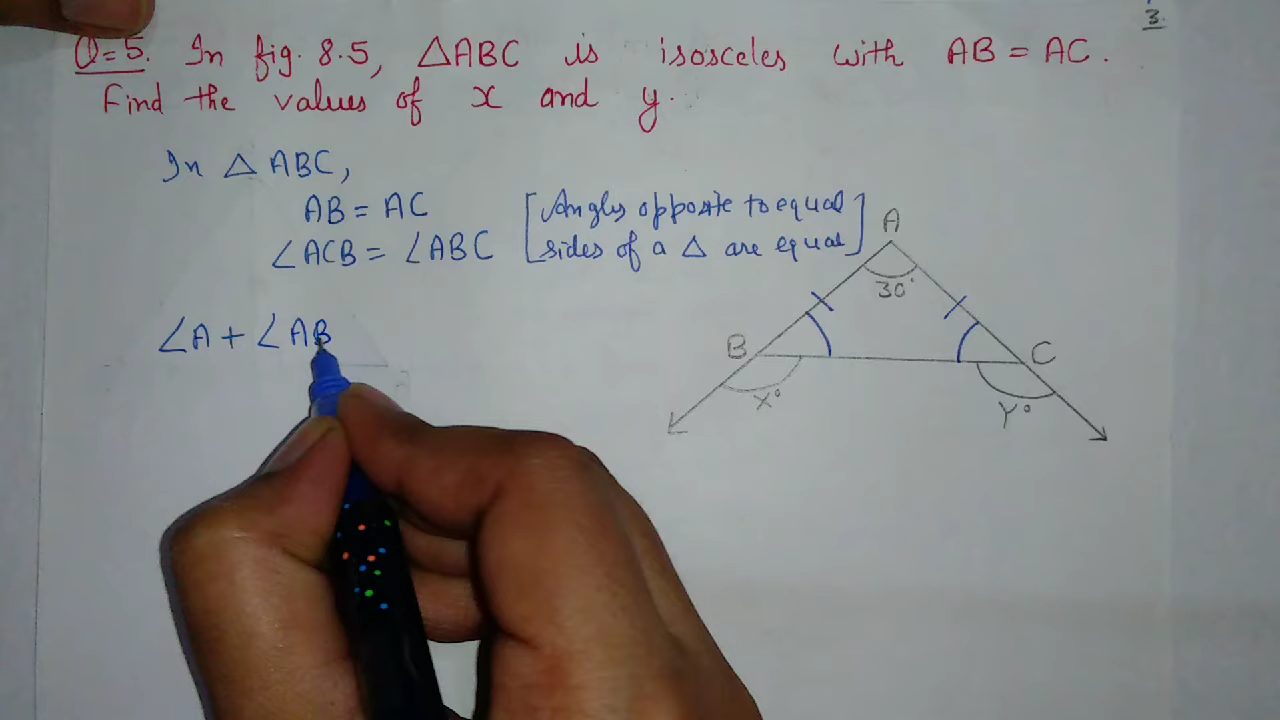 3.
Q=5. In fig. 8.5, △ABC is isosceles with AB = AC.
Find the values of x and y.
In △ ABC,
AB = AC
∠ACB = ∠ABC
[Angles opposite to equal
sides of a △ are equal]
∠A + ∠AB
A
30°
B
C
X°
Y°